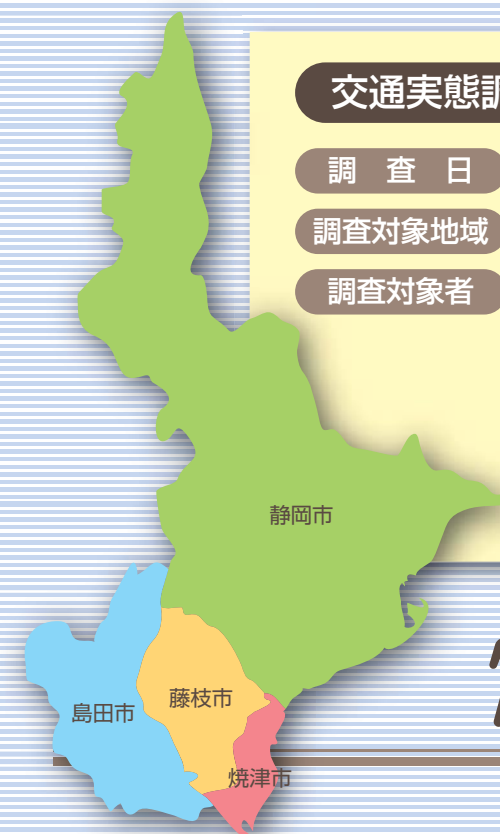 交通実態調
調 査 日
調査対象地域
調査対象者
静岡市
藤枝市
島田市
焼津市